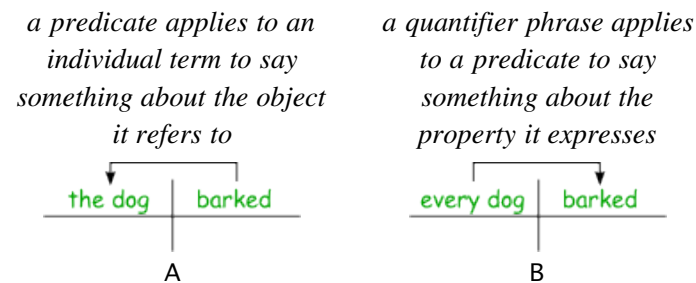 a predicate applies to an
individual term to say
something about the object
it refers to
the dog barked
A
a quantifier phrase applies
to a predicate to say
something about the
property it expresses
every dog barked
B